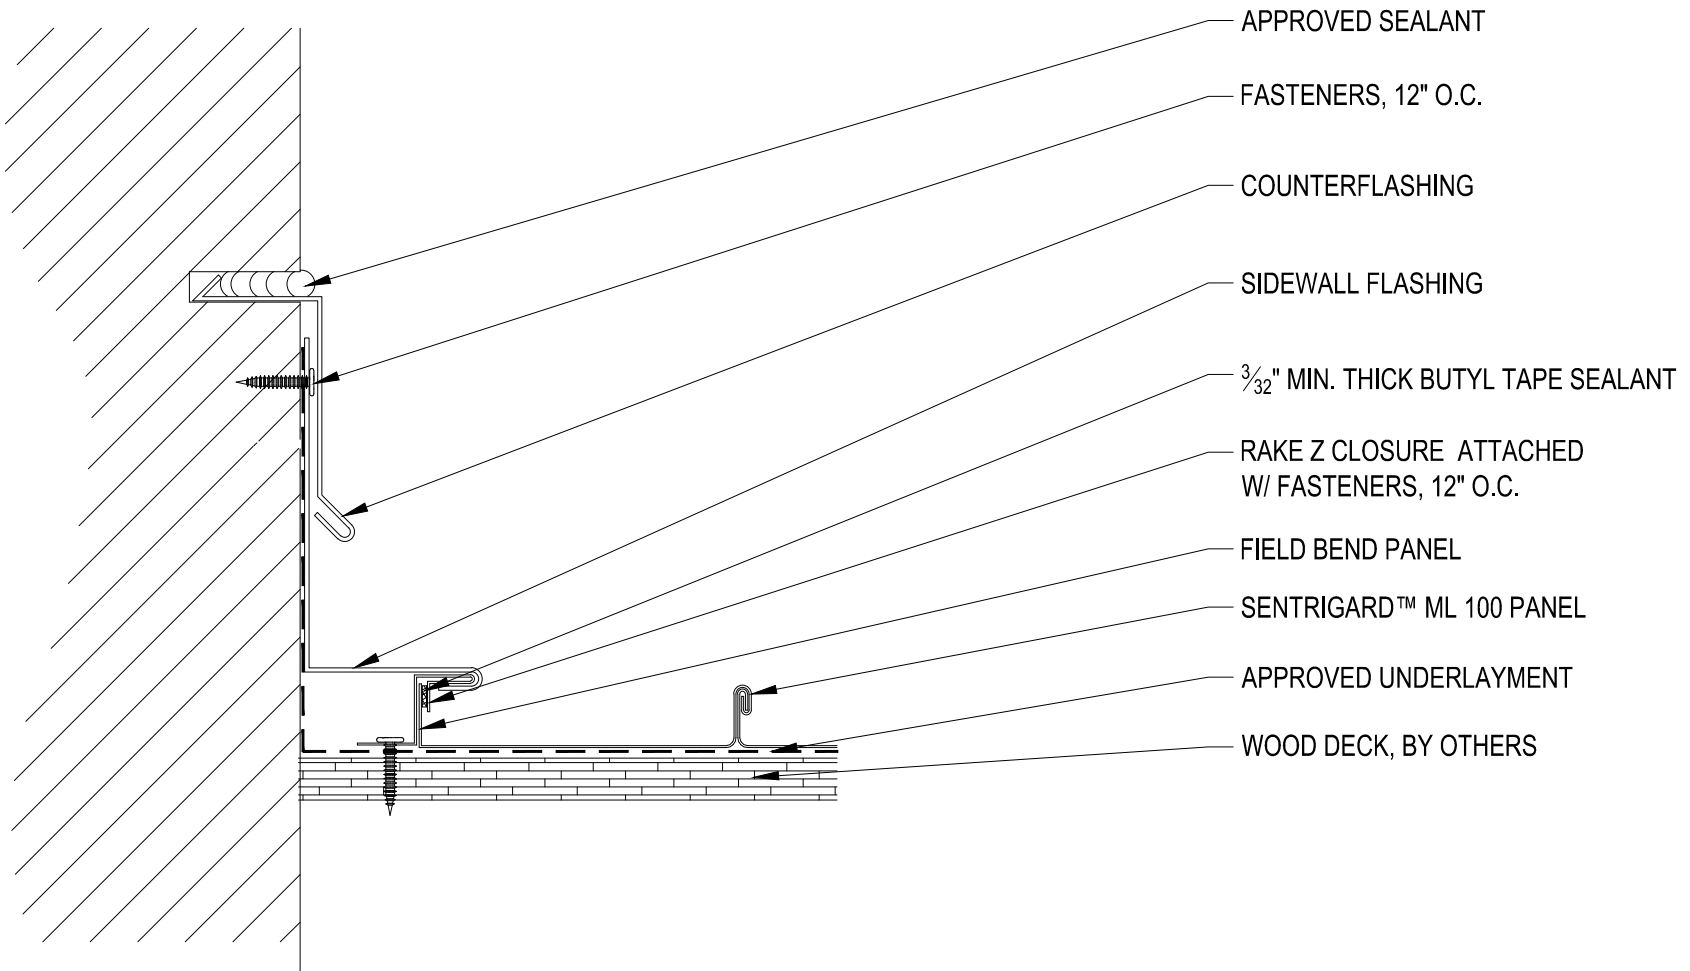 APPROVED SEALANT
FASTENERS, 12" O.C.
COUNTERFLASHING
SIDEWALL FLASHING
3/32" MIN. THICK BUTYL TAPE SEALANT
RAKE Z CLOSURE ATTACHED
W/ FASTENERS, 12" O.C.
FIELD BEND PANEL
SENTRIGARD™ ML 100 PANEL
APPROVED UNDERLAYMENT
WOOD DECK, BY OTHERS